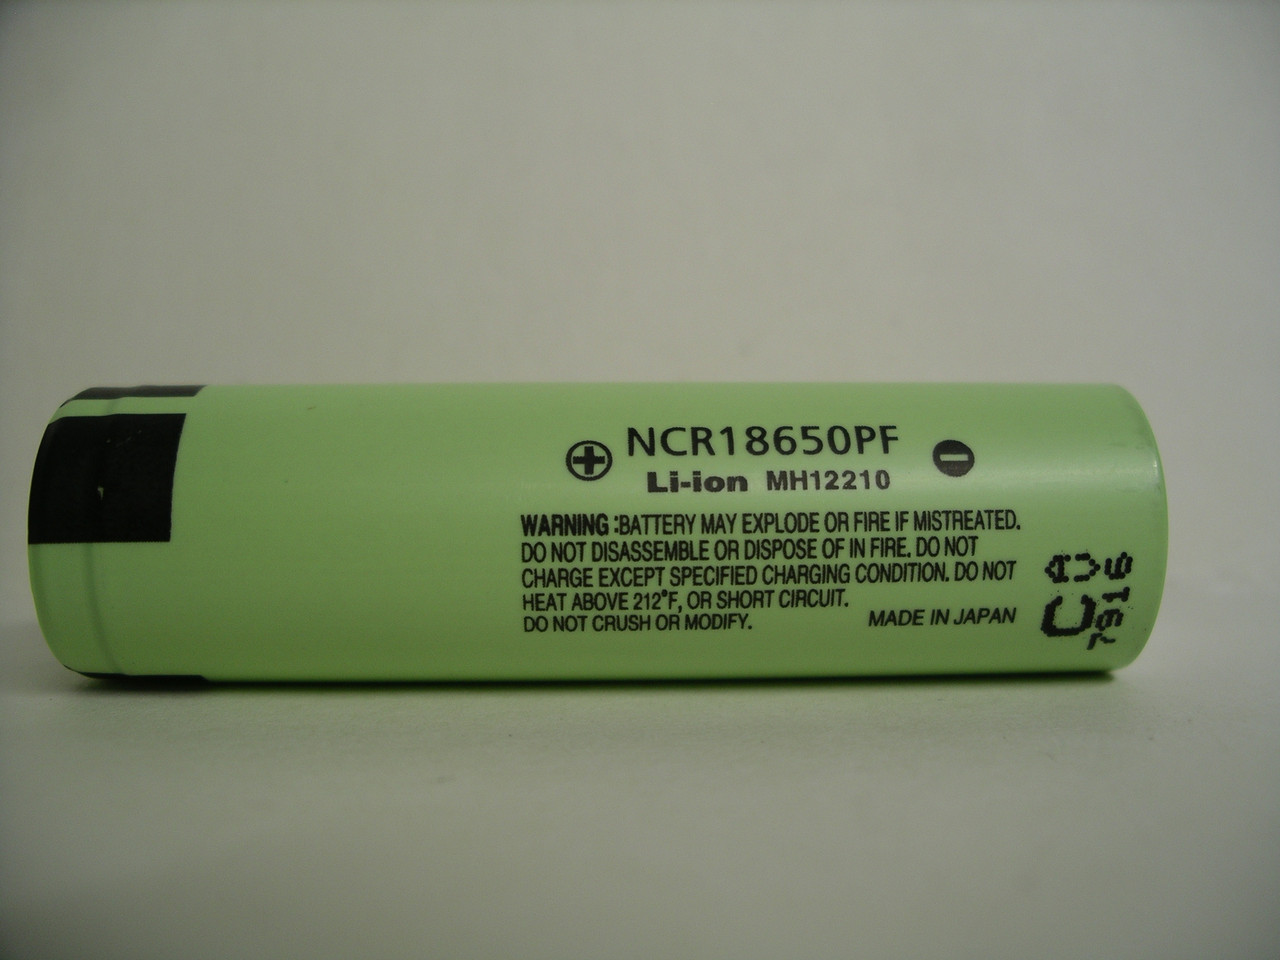 NCR18650PF
Li-ion MH12210
WARNING :BATTERY MAY EXPLODE OR FIRE IF MISTREATED.
DO NOT DISASSEMBLE OR DISPOSE OF IN FIRE. DO NOT
CHARGE EXCEPT SPECIFIED CHARGING CONDITION. DO NOT
HEAT ABOVE 212°F, OR SHORT CIRCUIT.
DO NOT CRUSH OR MODIFY.
MADE IN JAPAN
7916